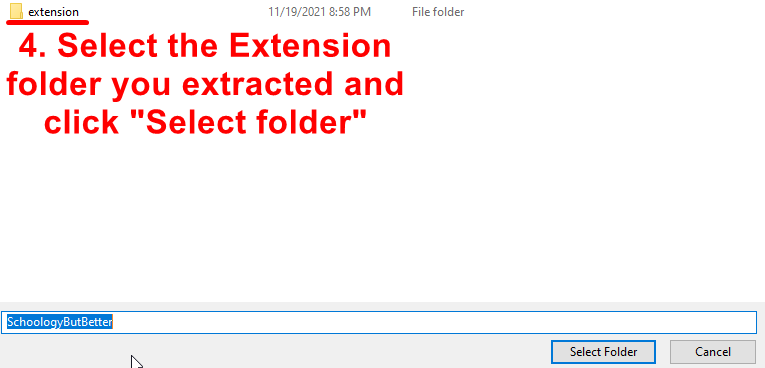 extension 11/19/2021 8:58 PM File folder
4. Select the Extension
folder you extracted and
click "Select folder"
SchoologyButBetter
Select Folder Cancel